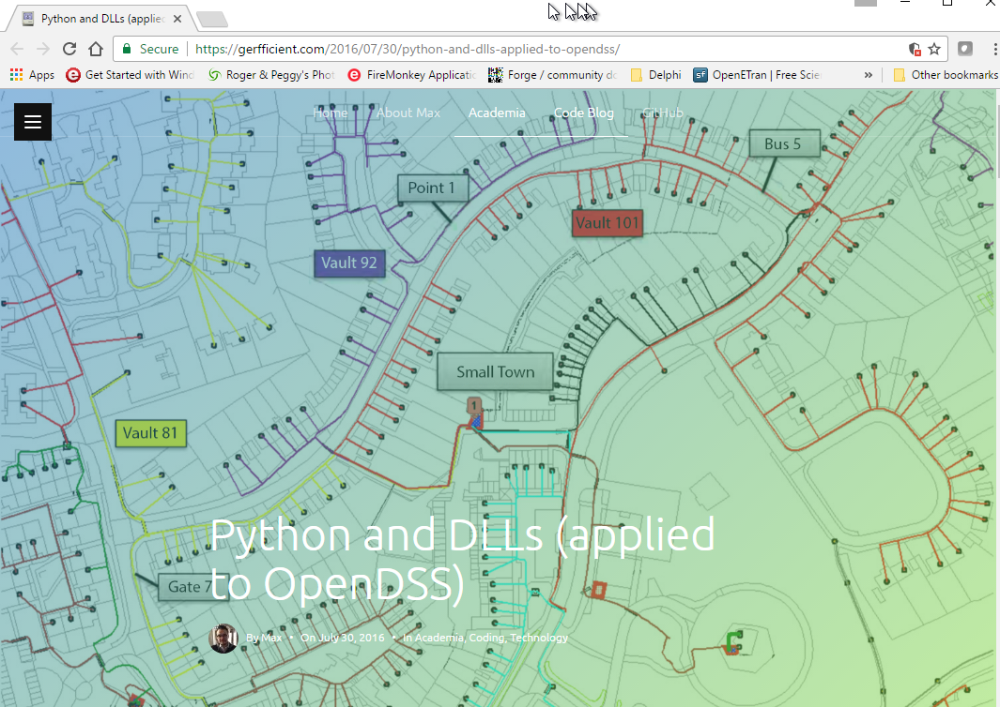 Python and DLLs (applie
Secure
https://gerfficient.com/2016/07/30/python-and-dlls-applied-to-opendss/
Apps
Get Started with Wind
Roger & Peggy's Phot
FireMonkey Applicatio
Forge / community do
Delphi
sf OpenETran | Free Scie
»
Other bookmarks
Home
About Max
Academia
Code Blog
GitHub
Bus 5
Point 1
Vault 101
Vault 92
Small Town
1
Vault 81
Python and DLLs (applied
to OpenDSS)
Gate 7
By Max • On July 30, 2016 • In Academia, Coding, Technology